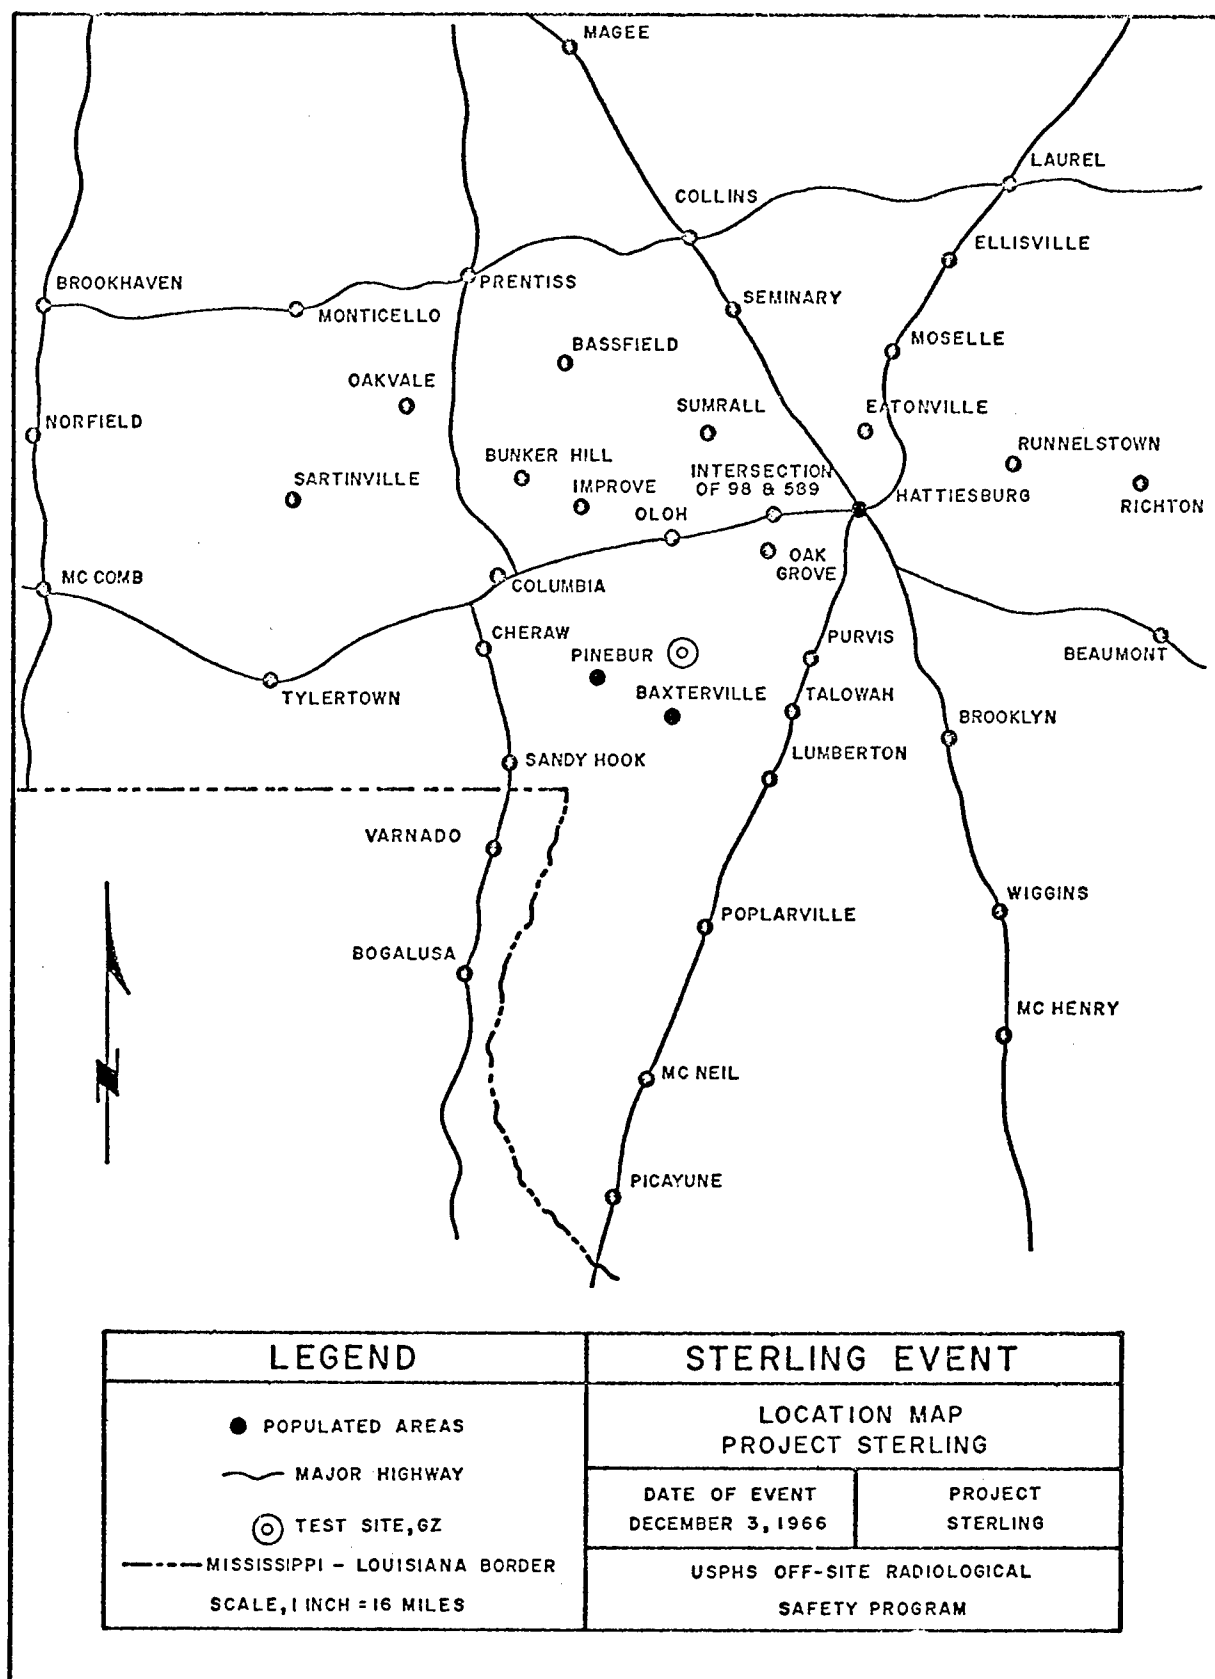 MAGEE
LAUREL
COLLINS
ELLISVILLE
BROOKHAVEN
PRENTISS
SEMINARY
MONTICELLO
MOSELLE
BASSFIELD
OAKVALE
SUMRALL
EATONVILLE
NORFIELD
RUNNELSTOWN
BUNKER HILL
INTERSECTION
OF 98 & 589
SARTINVILLE
IMPROVE
HATTIESBURG
RICHTON
OLOH
OAK
GROVE
MC COMB
COLUMBIA
CHERAW
PINEBUR
PURVIS
BEAUMONT
TYLERTOWN
BAXTERVILLE
TALOWAH
BROOKLYN
SANDY HOOK
LUMBERTON
VARNADO
WIGGINS
POPLARVILLE
BOGALUSA
MC HENRY
N
MC NEIL
PICAYUNE
LEGEND
POPULATED AREAS
MAJOR HIGHWAY
TEST SITE, GZ
MISSISSIPPI - LOUISIANA BORDER
SCALE, 1 INCH = 16 MILES
STERLING EVENT
LOCATION MAP
PROJECT STERLING
DATE OF EVENT
DECEMBER 3, 1966
PROJECT
STERLING
USPHS OFF-SITE RADIOLOGICAL
SAFETY PROGRAM